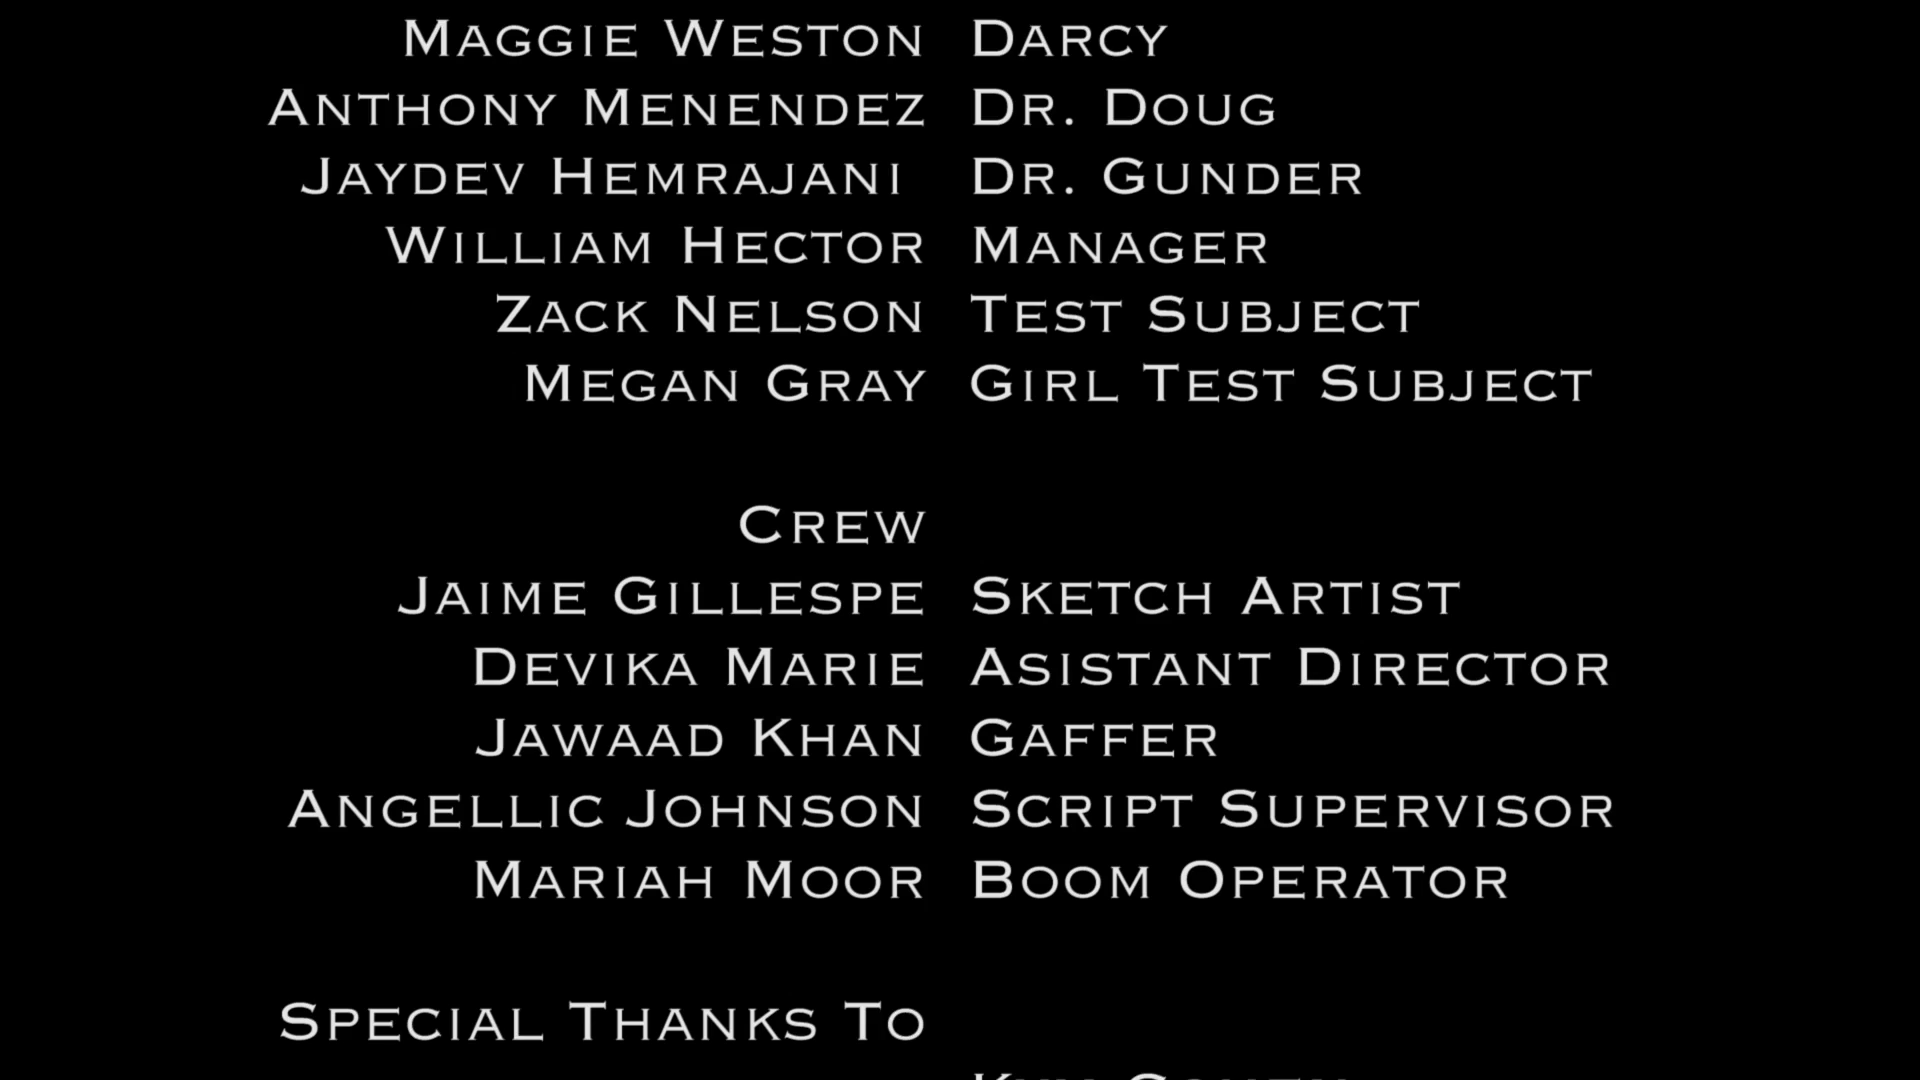 Maggie Weston Darcy
Anthony Menendez Dr. Doug
Jaydev Hemrajani Dr. Gunder
William Hector Manager
Zack Nelson Test Subject
Megan Gray Girl Test Subject
Crew
Jaime Gillespe Sketch Artist
Devika Marie Asistant Director
Jawaad Khan Gaffer
Angellic Johnson Script Supervisor
Mariah Moor Boom Operator
Special Thanks To